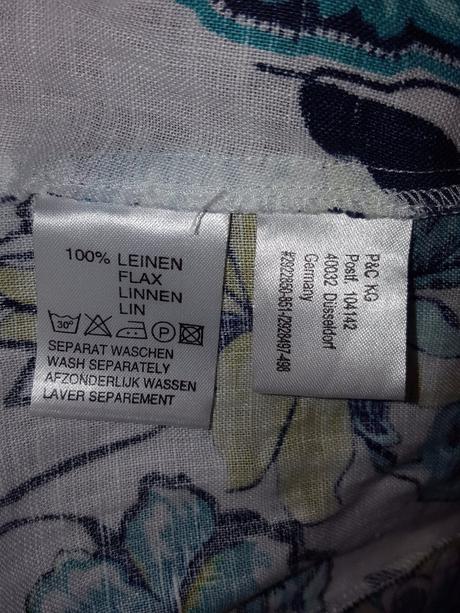 100% LEINEN
FLAX
LINNEN
LIN
30°
P
SEPARAT WASCHEN
WASH SEPARATELY
AFZONDERLIJK WASSEN
LAVER SEPAREMENT
P&C KG
Postf. 104142
40032 Düsseldorf
Germany